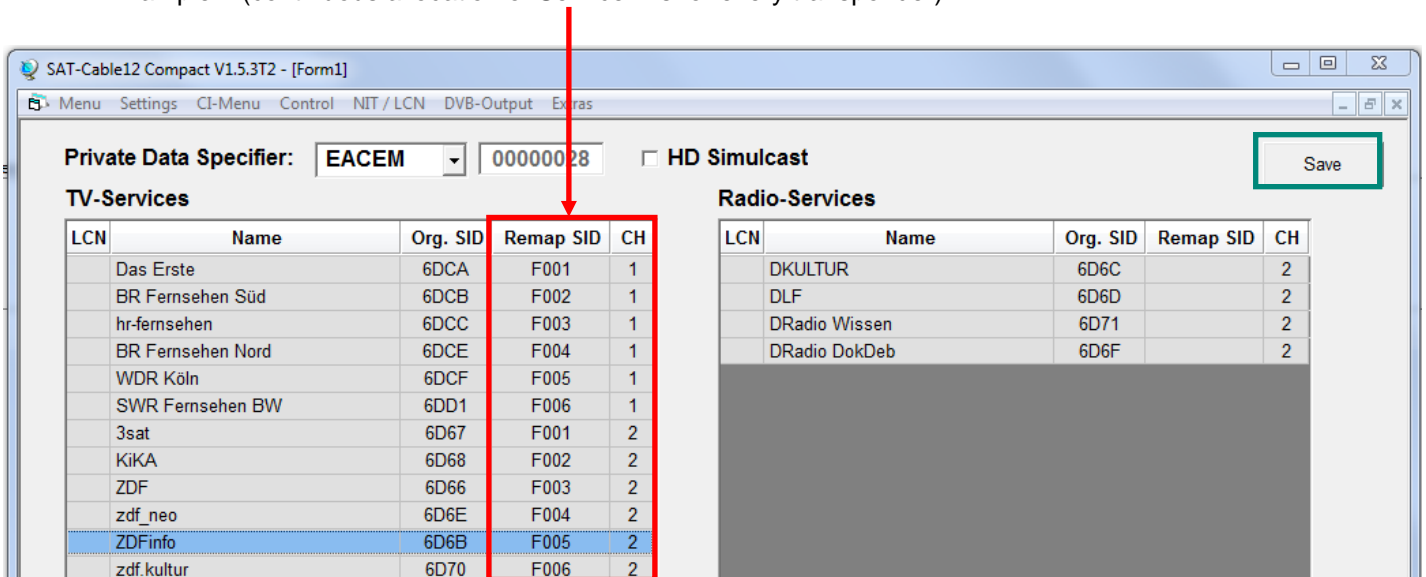 SAT-Cable12 Compact V1.5.3T2 - [Form1]
Menu Settings CI-Menu Control NIT / LCN DVB-Output Extras
Private Data Specifier: EACEM 00000028 HD Simulcast Save
TV-Services Radio-Services
LCN Name Org. SID Remap SID CH LCN Name Org. SID Remap SID CH
Das Erste 6DCA F001 1 DKULTUR 6D6C 2
BR Fernsehen Süd 6DCB F002 1 DLF 6D6D 2
hr-fernsehen 6DCC F003 1 DRadio Wissen 6D71 2
BR Fernsehen Nord 6DCE F004 1 DRadio DokDeb 6D6F 2
WDR Köln 6DCF F005 1
SWR Fernsehen BW 6DD1 F006 1
3sat 6D67 F001 2
KiKA 6D68 F002 2
ZDF 6D66 F003 2
zdf_neo 6D6E F004 2
ZDFinfo 6D6B F005 2
zdf.kultur 6D70 F006 2